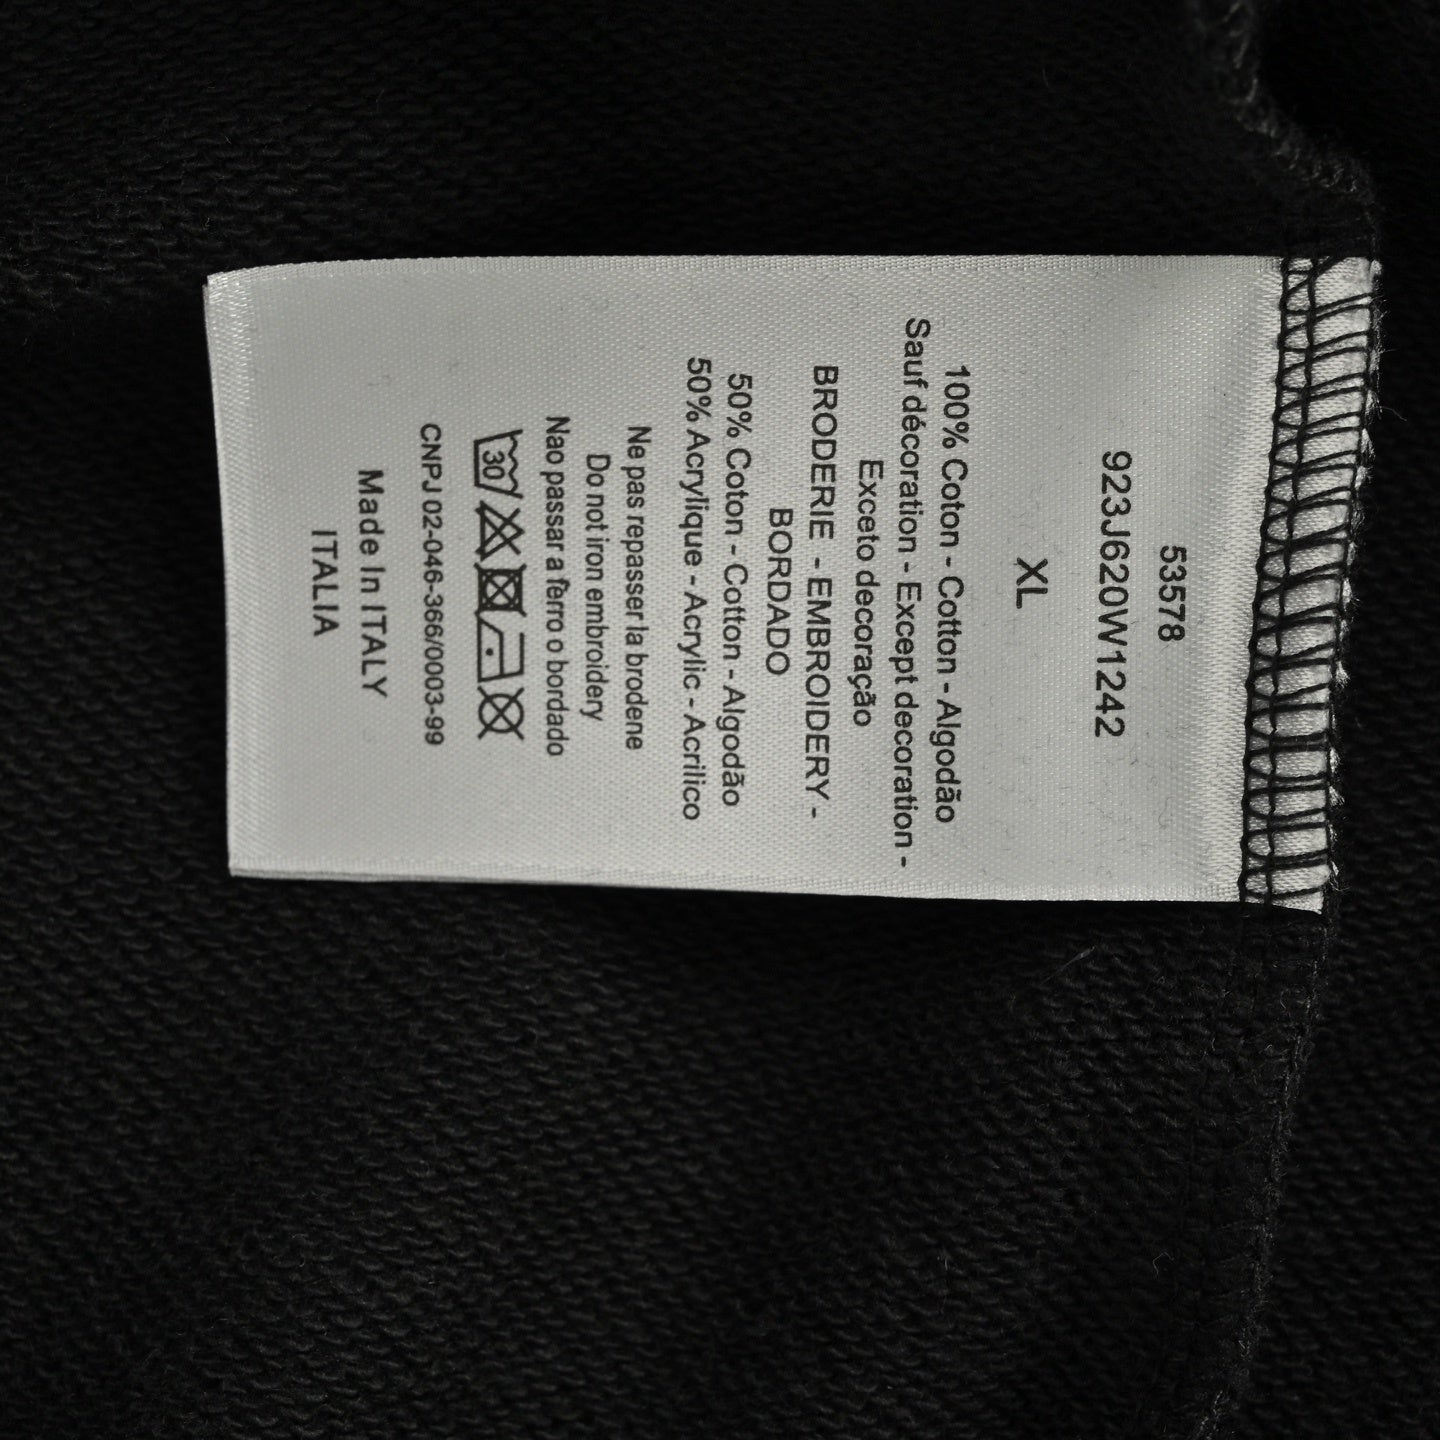 53578
923J620W1242
XL
100% Coton - Cotton - Algodão
Sauf décoration - Except decoration -
Exceto decoração
BRODERIE - EMBROIDERY -
BORDADO
50% Coton - Cotton - Algodão
50% Acrylique - Acrylic - Acrilico
Ne pas repasser la brodene
Do not iron embroidery
Nao passar a ferro o bordado
30
CNPJ 02-046-366/0003-99
Made In ITALY
ITALIA